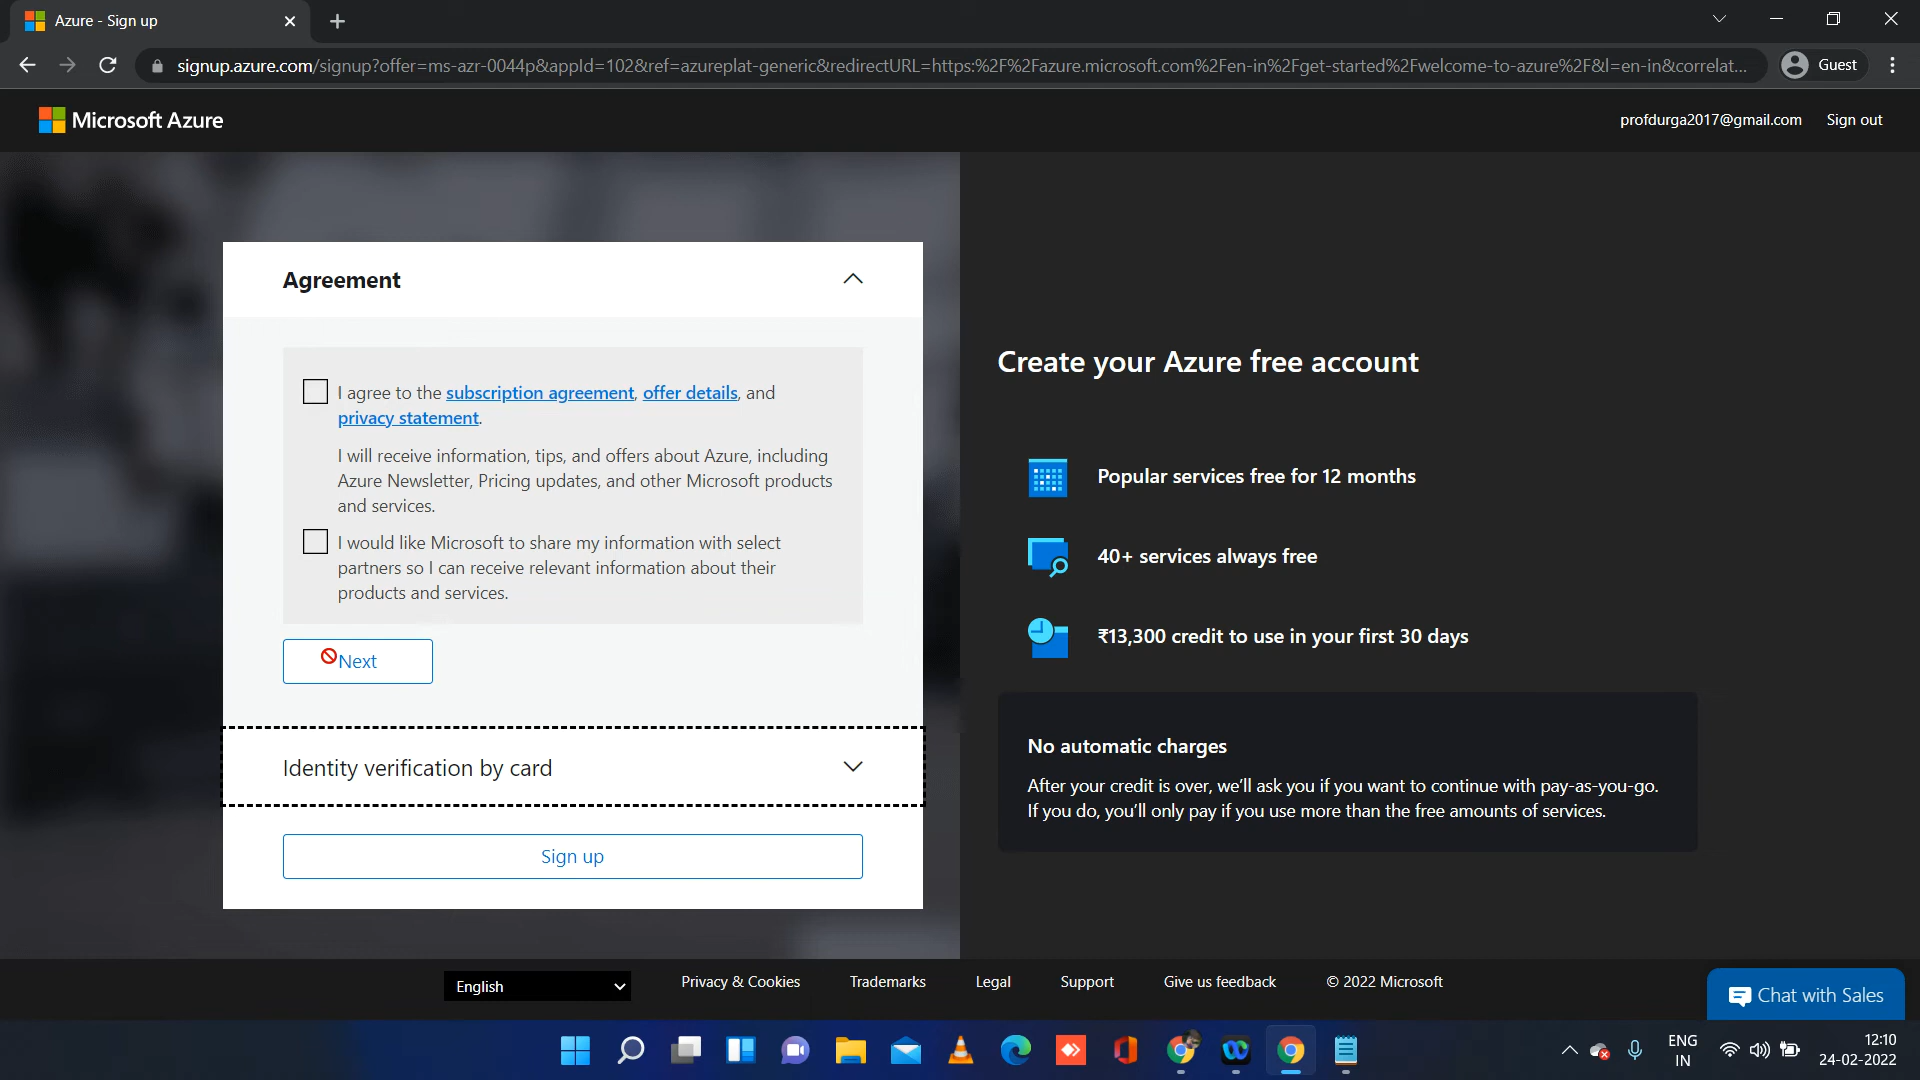 Azure - Sign up
signup.azure.com/signup?offer=ms-azr-0044p&appId=102&ref=azureplat-generic&redirectURL=https:%2F%2Fazure.microsoft.com%2Fen-in%2Fget-started%2Fwelcome-to-azure%2F&l=en-in&correlat...
Guest
Microsoft Azure
profdurga2017@gmail.com
Sign out
Agreement
I agree to the subscription agreement, offer details, and
privacy statement.
I will receive information, tips, and offers about Azure, including
Azure Newsletter, Pricing updates, and other Microsoft products
and services.
I would like Microsoft to share my information with select
partners so I can receive relevant information about their
products and services.
Next
Identity verification by card
Sign up
Create your Azure free account
Popular services free for 12 months
40+ services always free
₹13,300 credit to use in your first 30 days
No automatic charges
After your credit is over, we'll ask you if you want to continue with pay-as-you-go.
If you do, you'll only pay if you use more than the free amounts of services.
English
Privacy & Cookies
Trademarks
Legal
Support
Give us feedback
© 2022 Microsoft
Chat with Sales
ENG
IN
12:10
24-02-2022